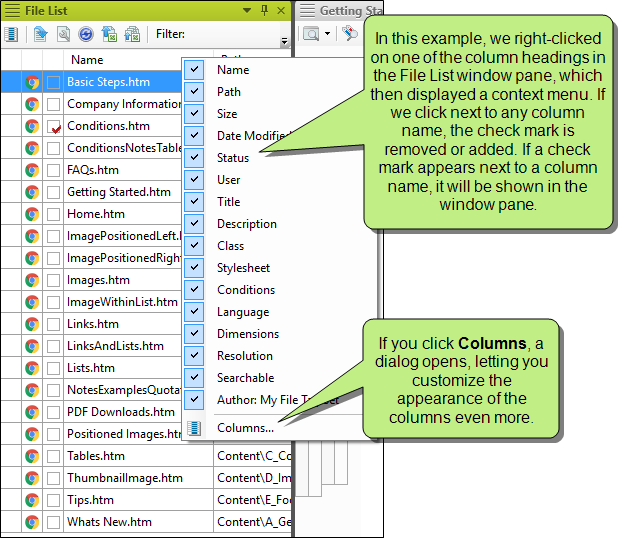 File List
Getting Sta
Filter:
Name
Basic Steps.htm
Company Information
Conditions.htm
ConditionsNotesTable
FAQs.htm
Getting Started.htm
Home.htm
ImagePositionedLeft.
ImagePositionedRigh
Images.htm
ImageWithinList.htm
Links.htm
LinksAndLists.htm
Lists.htm
NotesExamplesQuotat
PDF Downloads.htm
Positioned Images.htm
Tables.htm
Content\C_Co
ThumbnailImage.htm
Content\D_Im
Tips.htm
Content\E_Foo
Whats New.htm
Content\A_Ge
Name
Path
Size
Date Modified
Status
User
Title
Description
Class
Stylesheet
Conditions
Language
Dimensions
Resolution
Searchable
Author: My File Ta
Columns...
In this example, we right-clicked
on one of the column headings in
the File List window pane, which
then displayed a context menu. If
we click next to any column
name, the check mark is
removed or added. If a check
mark appears next to a column
name, it will be shown in the
window pane.
If you click Columns, a
dialog opens, letting you
customize the
appearance of the
columns even more.